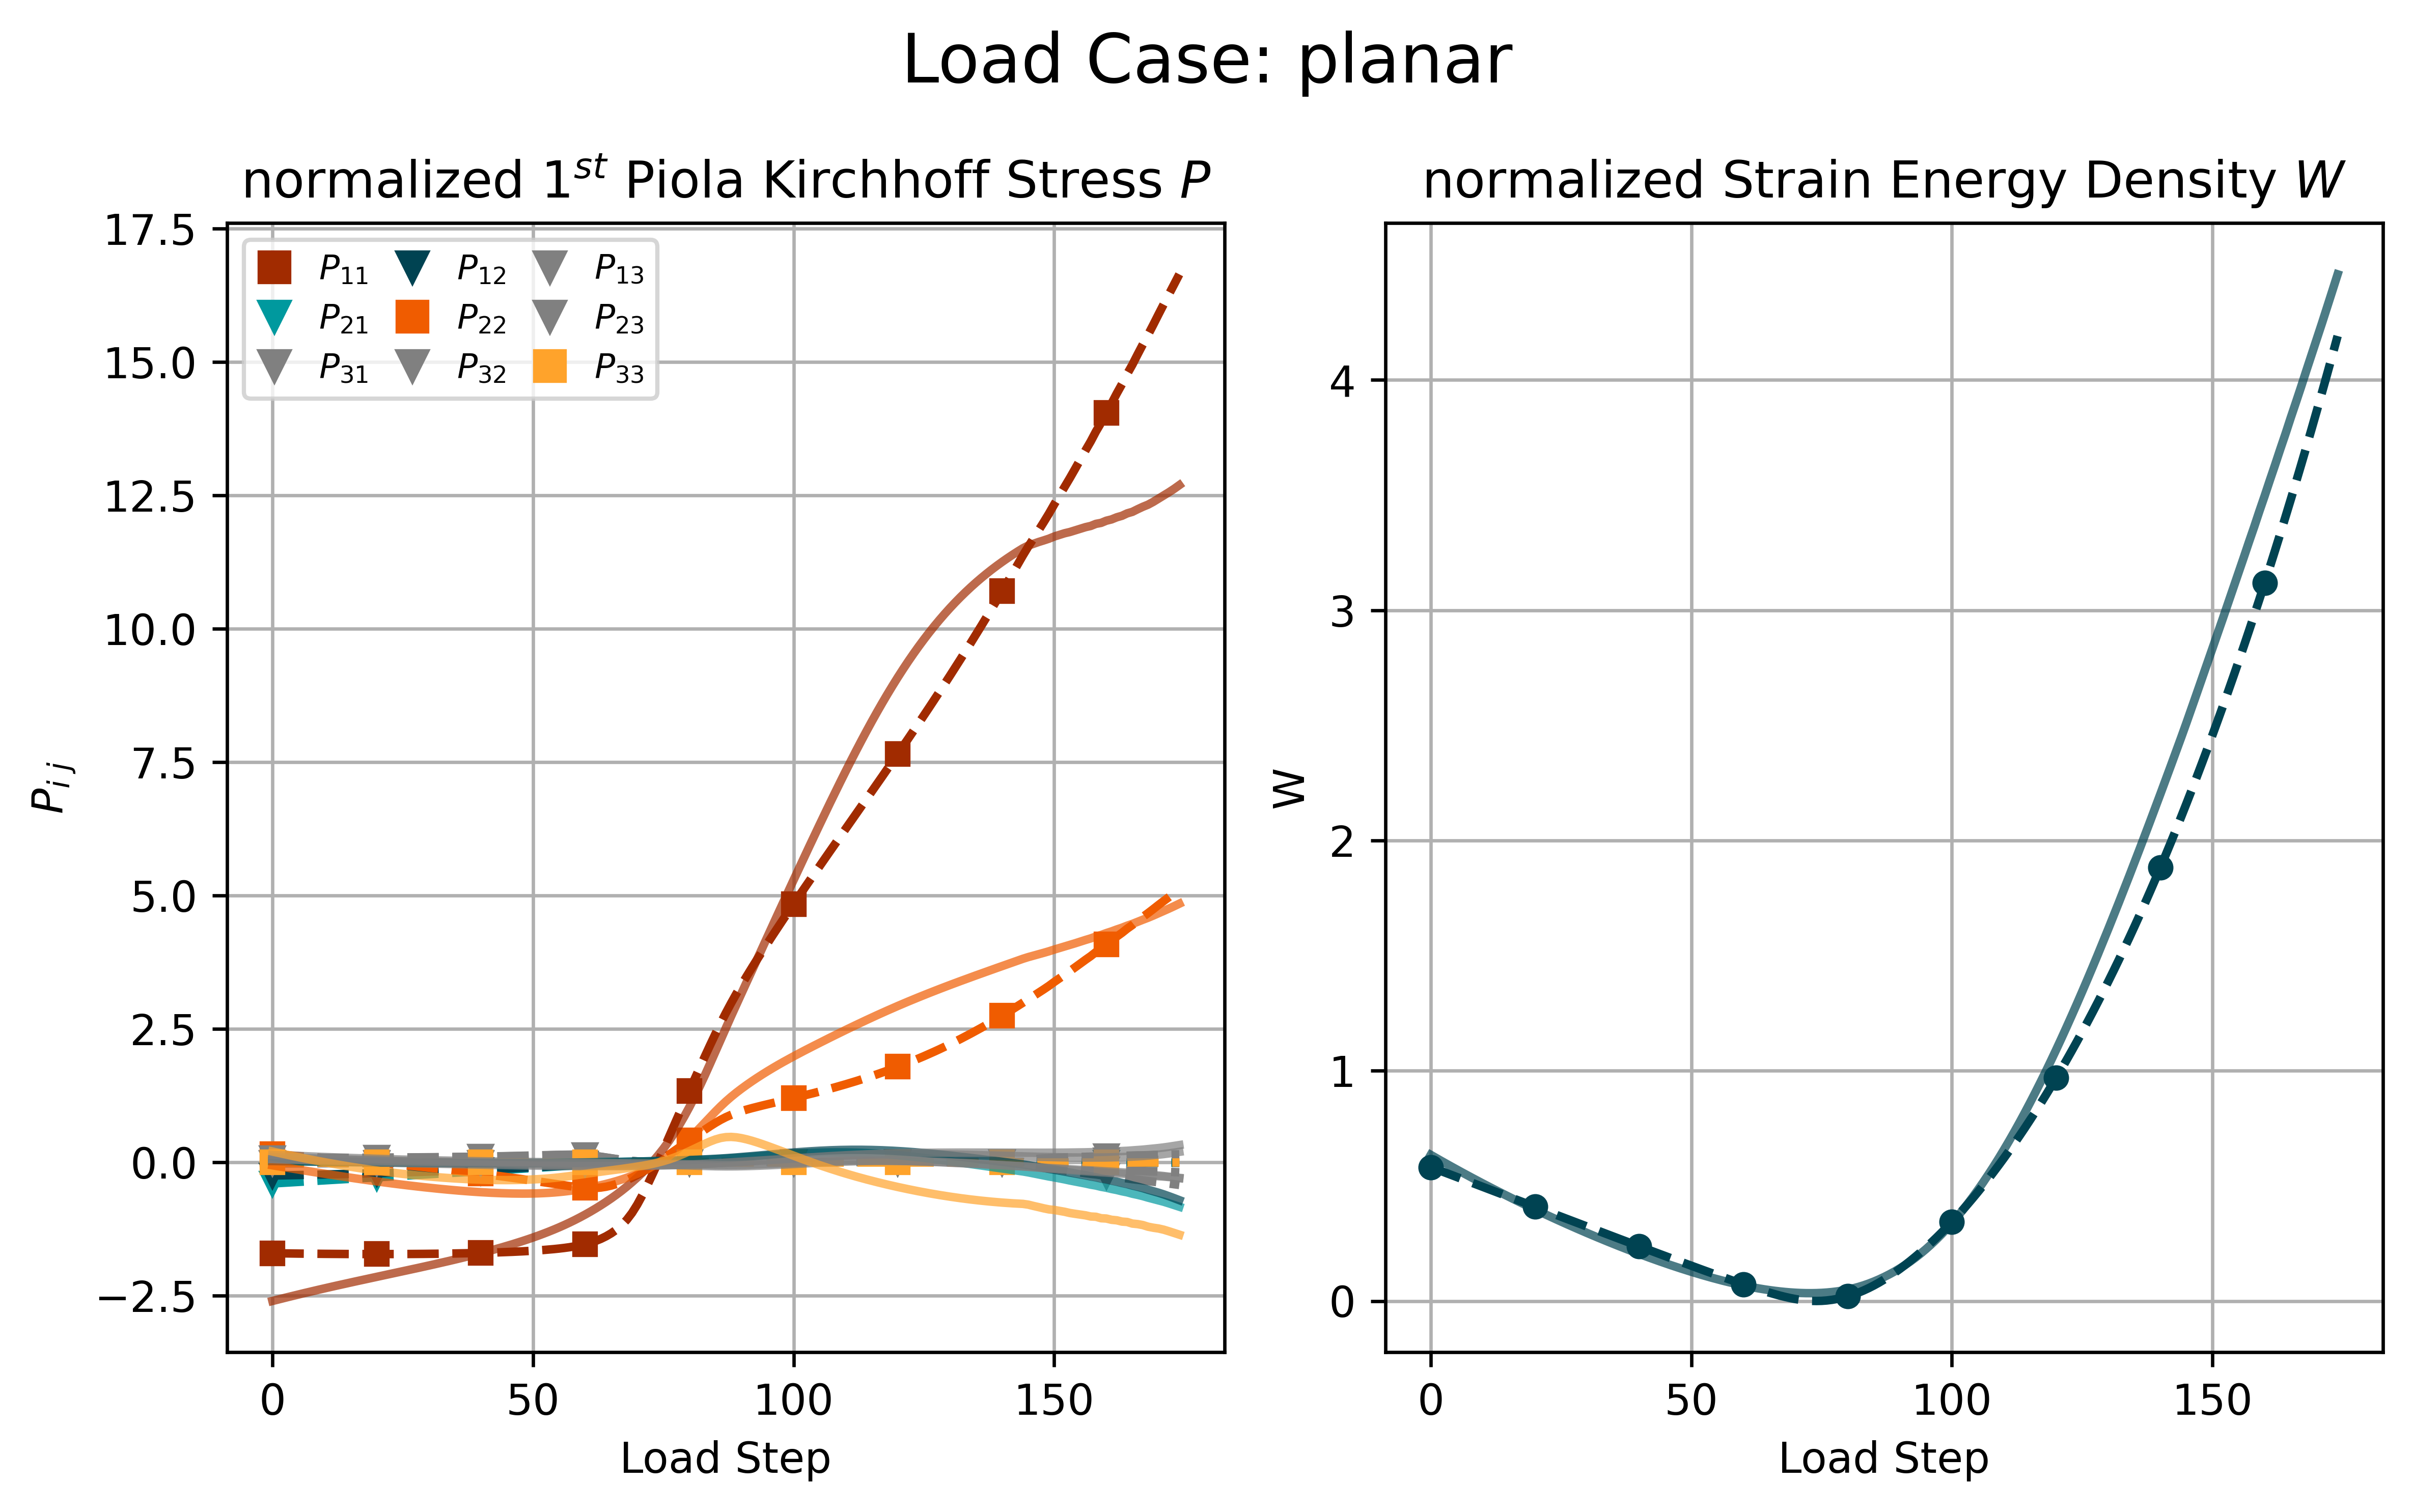 Load Case: planar
normalized 1st Piola Kirchhoff Stress P
normalized Strain Energy Density W
17.5
15.0
12.5
10.0
7.5
5.0
2.5
0.0
−2.5
P11 P12 P13
P21 P22 P23
P31 P32 P33
Pi j
0 50 100 150
Load Step
4
3
2
1
0
W
0 50 100 150
Load Step